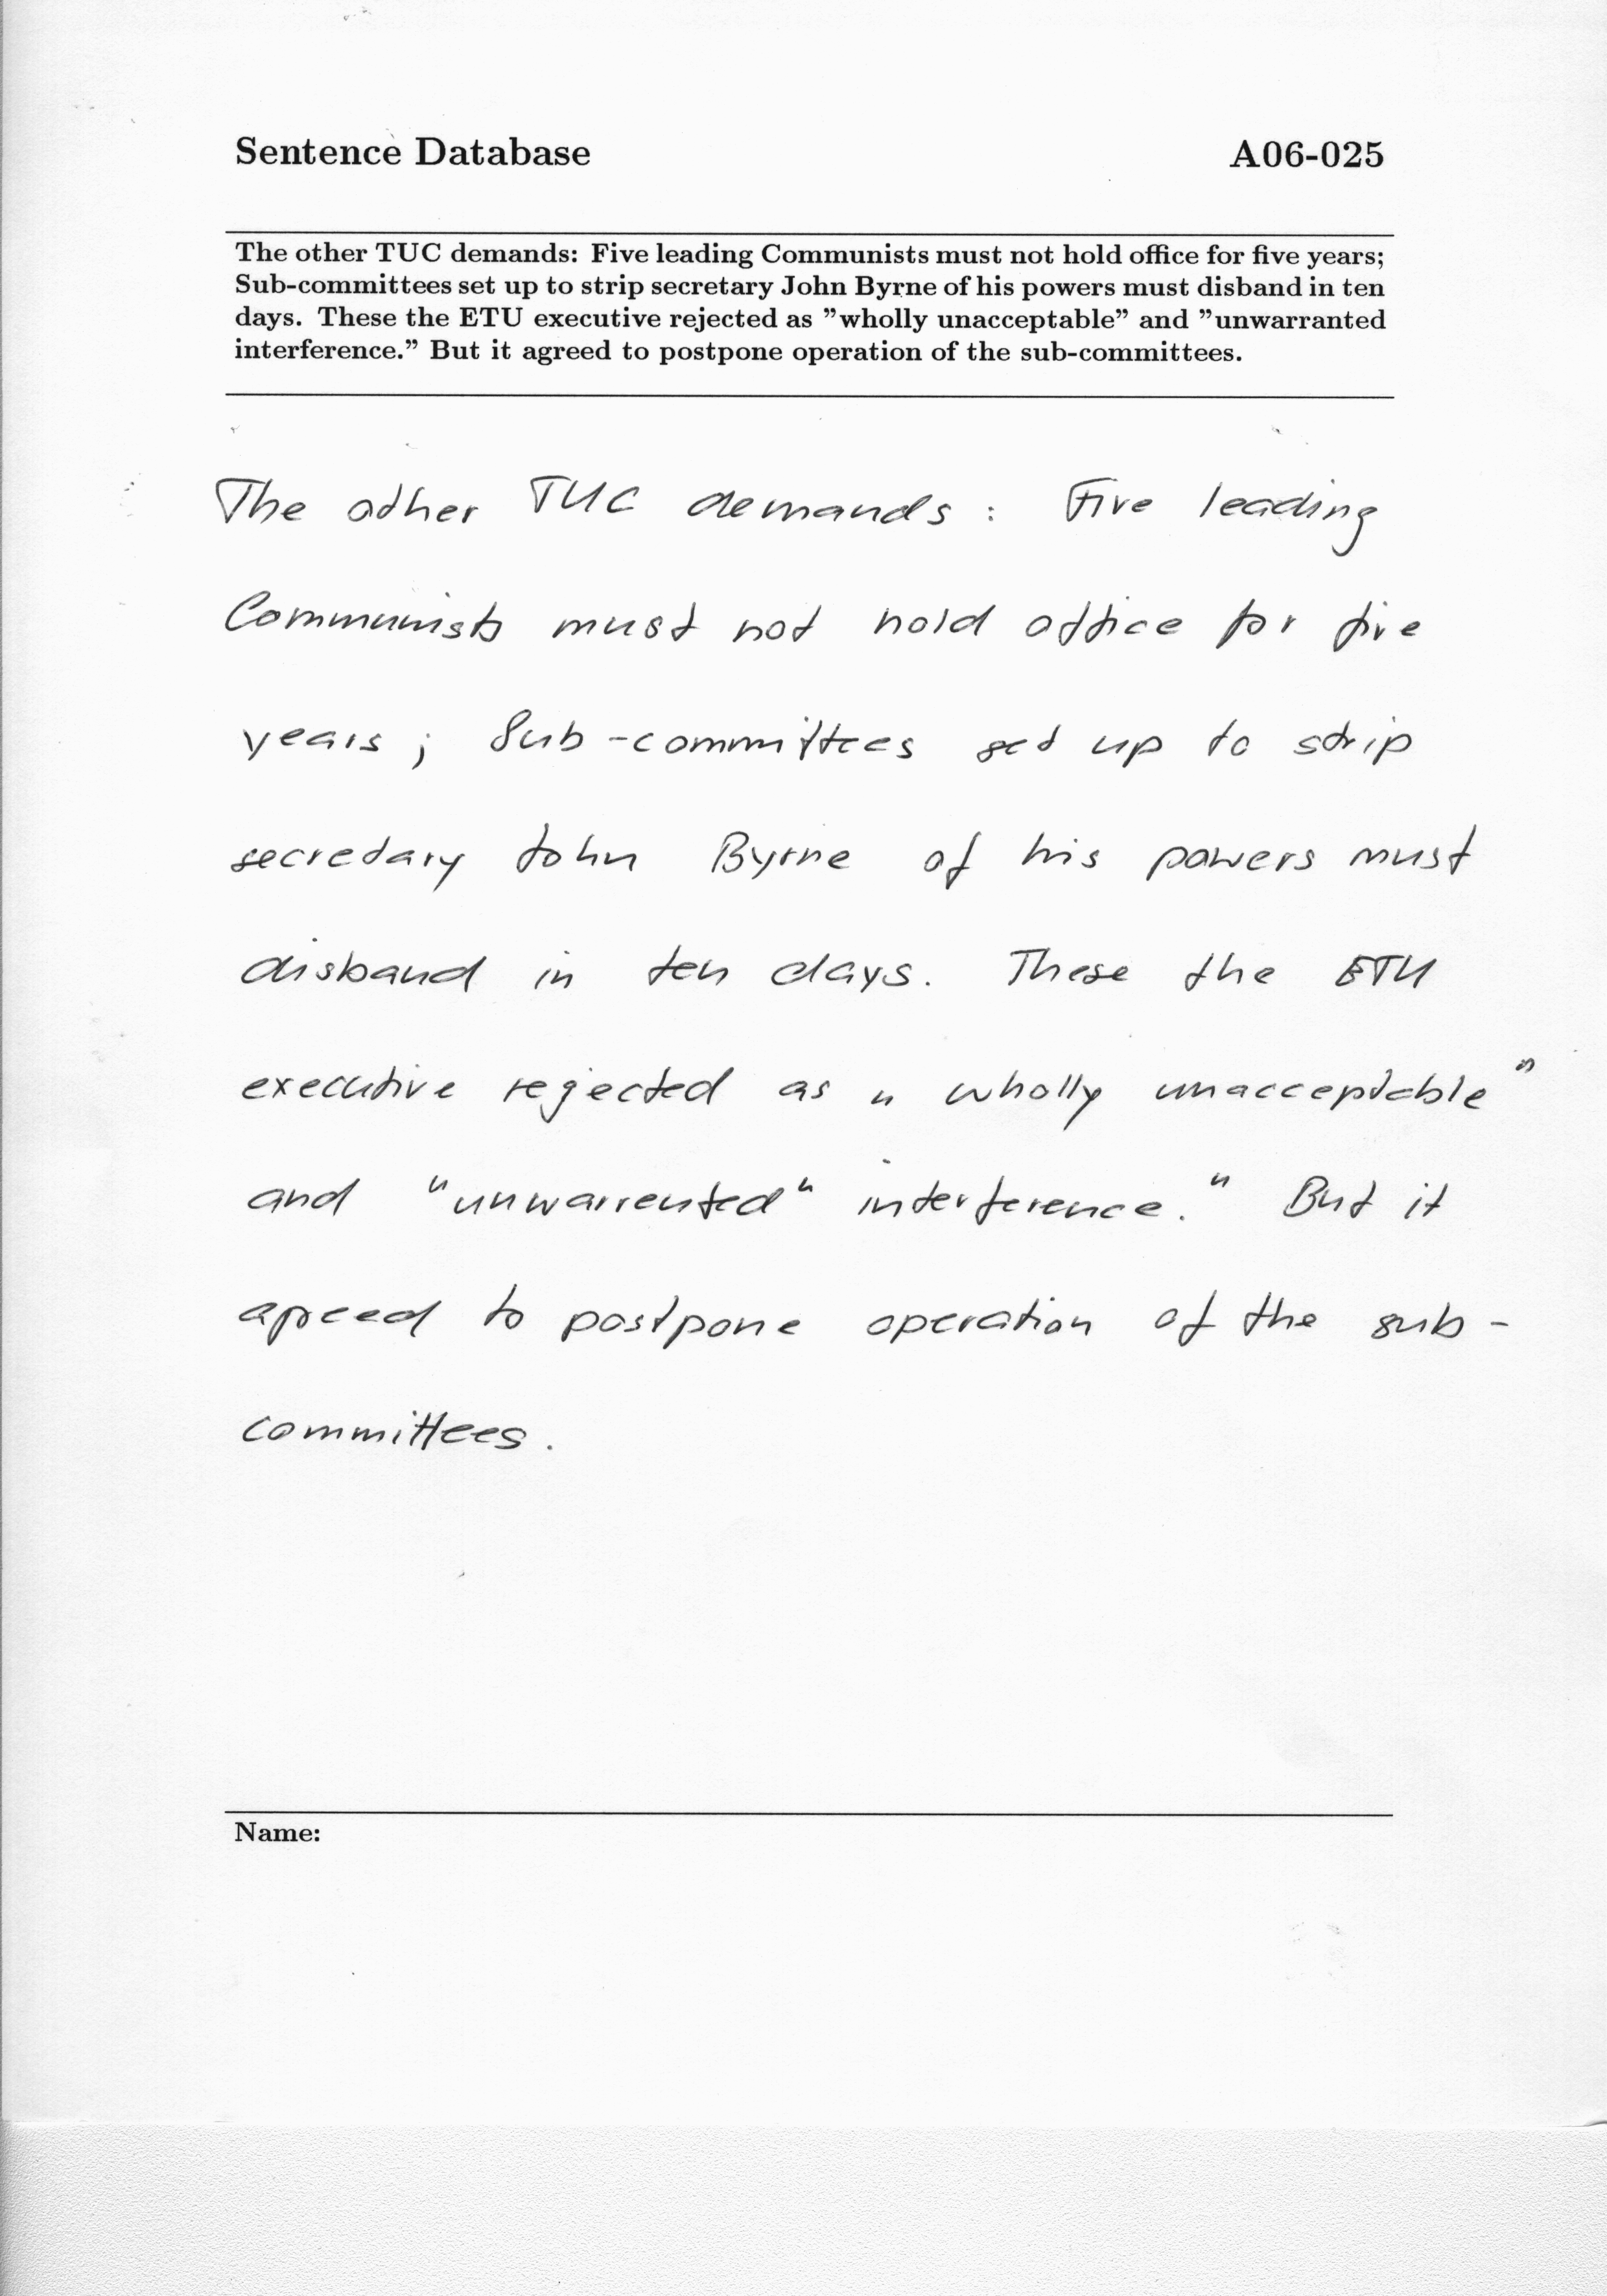 Sentence Database A06-025
The other TUC demands: Five leading Communists must not hold office for five years;
Sub-committees set up to strip secretary John Byrne of his powers must disband in ten
days. These the ETU executive rejected as ”wholly unacceptable” and ”unwarranted
interference.” But it agreed to postpone operation of the sub-committees.
The other TUC demands : Five leading
Communists must not hold office for five
years ; Sub-committees set up to strip
secretary John Byrne of his powers must
disband in ten days. These the ETU
executive rejected as " wholly unacceptable"
and "unwarrented" interference." But it
agreed to postpone operation of the sub-
committees.
Name: